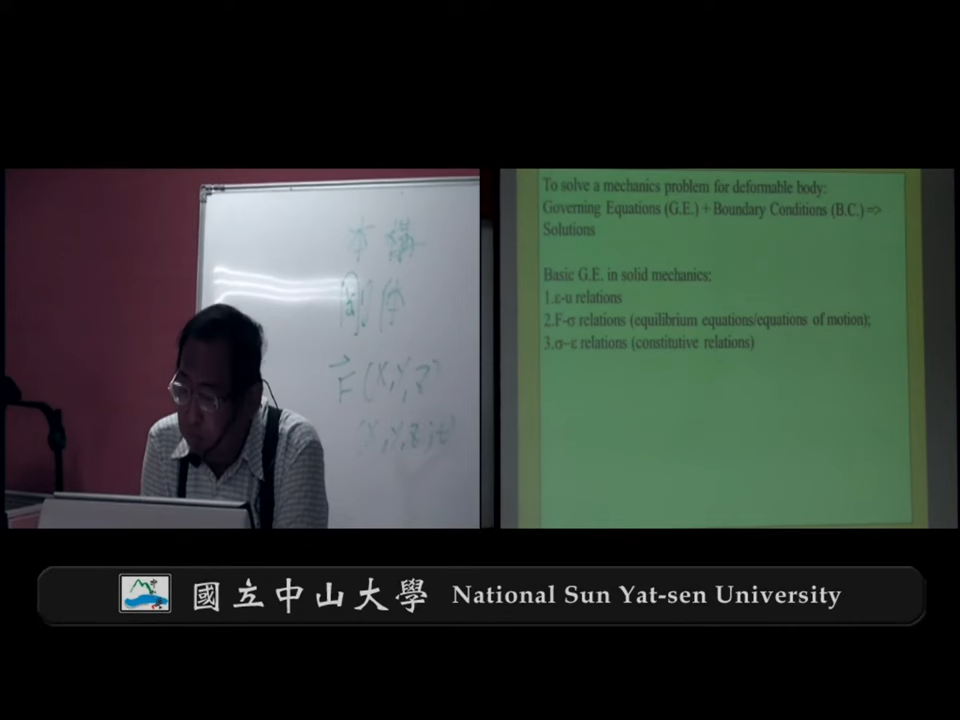 本構
剛体
F(X,Y,Z)
(X,Y,Z;t)
To solve a mechanics problem for deformable body:
Governing Equations (G.E.) + Boundary Conditions (B.C.) =>
Solutions
Basic G.E. in solid mechanics:
1.ε-u relations
2.F-σ relations (equilibrium equations/equations of motion);
3.σ-ε relations (constitutive relations)
國立中山大學 National Sun Yat-sen University